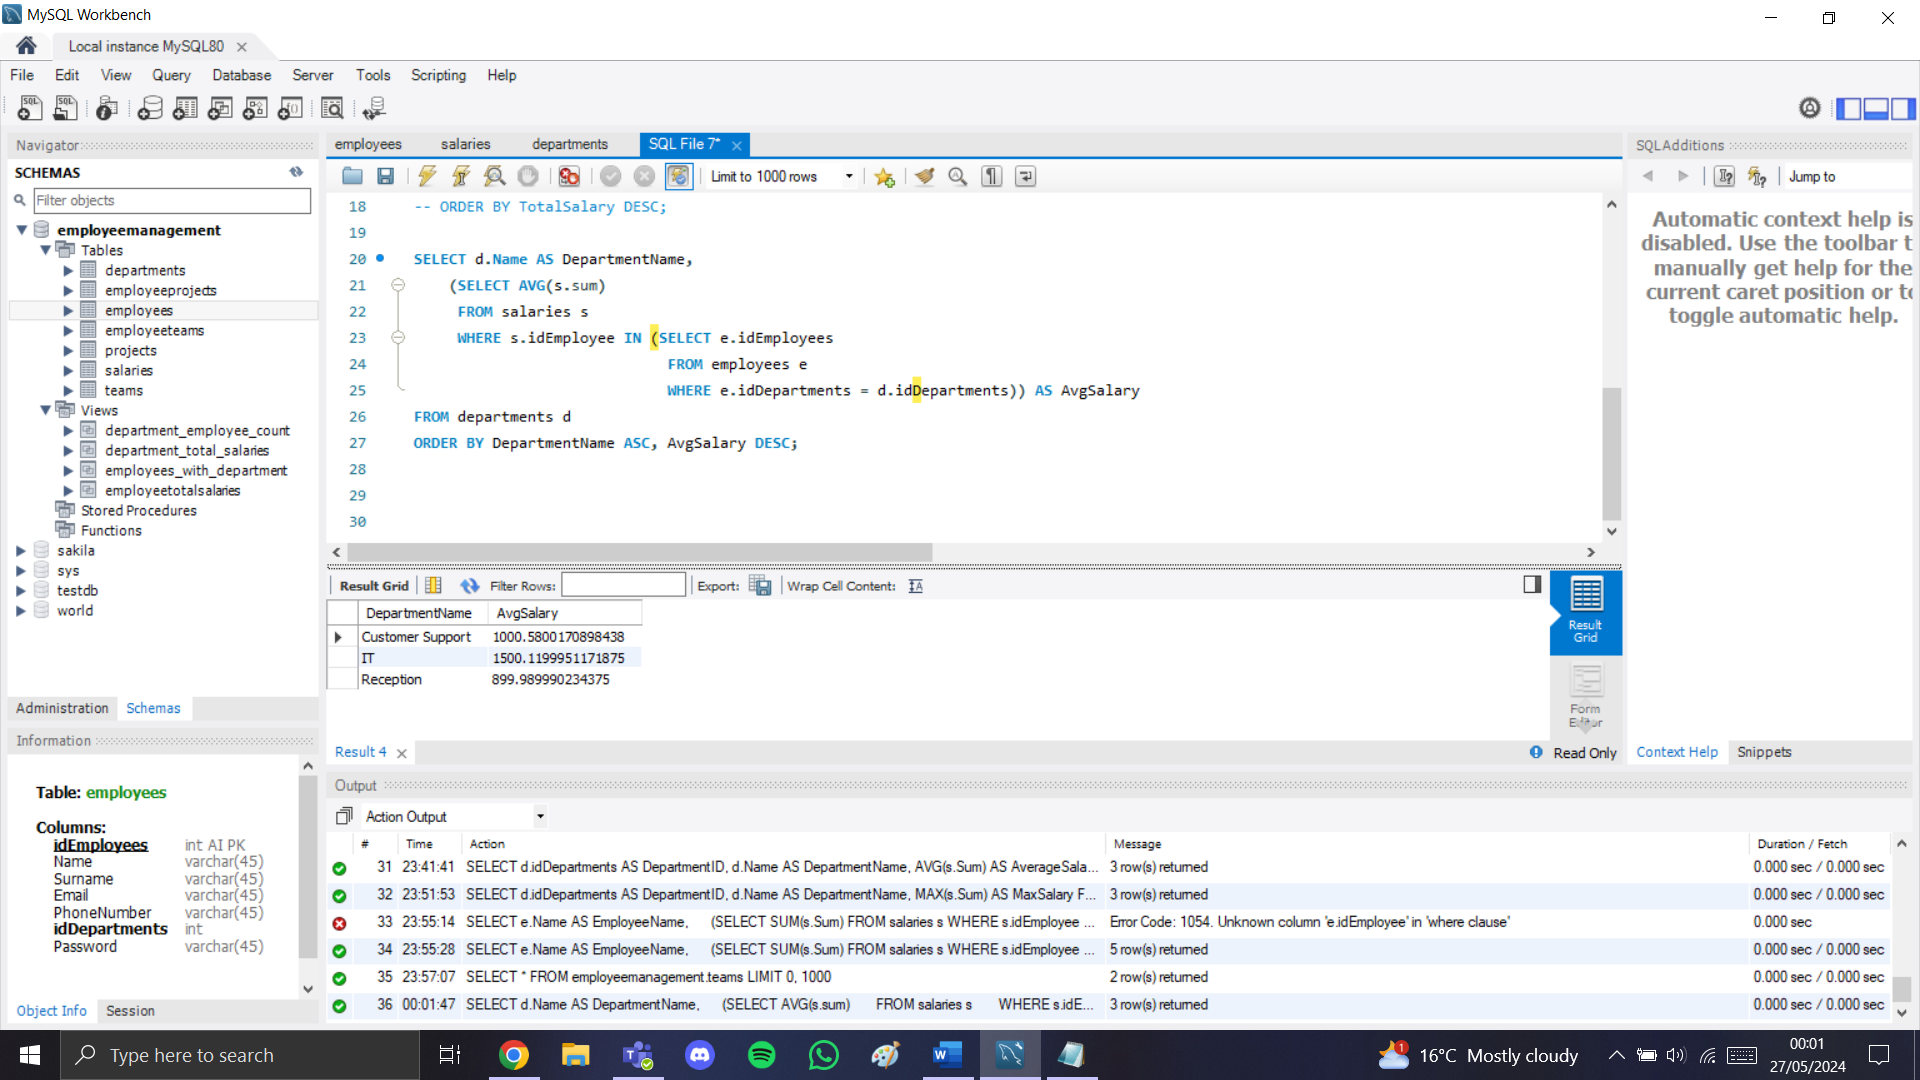 MySQL Workbench
Local instance MySQL80
File Edit View Query Database Server Tools Scripting Help
Navigator
SCHEMAS
Filter objects
employeemanagement
Tables
departments
employeeprojects
employees
employeeteams
projects
salaries
teams
Views
department_employee_count
department_total_salaries
employees_with_department
employeetotalsalaries
Stored Procedures
Functions
sakila
sys
testdb
world
Administration Schemas
Information
Table: employees
Columns:
idEmployees int AI PK
Name varchar(45)
Surname varchar(45)
Email varchar(45)
PhoneNumber varchar(45)
idDepartments int
Password varchar(45)
Object Info Session
employees salaries departments SQL File 7*
Limit to 1000 rows
18 -- ORDER BY TotalSalary DESC;
19
20 SELECT d.Name AS DepartmentName,
21 (SELECT AVG(s.sum)
22 FROM salaries s
23 WHERE s.idEmployee IN (SELECT e.idEmployees
24 FROM employees e
25 WHERE e.idDepartments = d.idDepartments)) AS AvgSalary
26 FROM departments d
27 ORDER BY DepartmentName ASC, AvgSalary DESC;
28
29
30
Result Grid Filter Rows: Export: Wrap Cell Content:
DepartmentName AvgSalary
Customer Support 1000.5800170898438
IT 1500.1199951171875
Reception 899.989990234375
Result Grid
Form Editor
Result 4
Read Only
Output
Action Output
# Time Action Message Duration / Fetch
31 23:41:41 SELECT d.idDepartments AS DepartmentID, d.Name AS DepartmentName, AVG(s.Sum) AS AverageSala... 3 row(s) returned 0.000 sec / 0.000 sec
32 23:51:53 SELECT d.idDepartments AS DepartmentID, d.Name AS DepartmentName, MAX(s.Sum) AS MaxSalary F... 3 row(s) returned 0.000 sec / 0.000 sec
33 23:55:14 SELECT e.Name AS EmployeeName, (SELECT SUM(s.Sum) FROM salaries s WHERE s.idEmployee ... Error Code: 1054. Unknown column 'e.idEmployee' in 'where clause' 0.000 sec
34 23:55:28 SELECT e.Name AS EmployeeName, (SELECT SUM(s.Sum) FROM salaries s WHERE s.idEmployee ... 5 row(s) returned 0.000 sec / 0.000 sec
35 23:57:07 SELECT * FROM employeemanagement.teams LIMIT 0, 1000 2 row(s) returned 0.000 sec / 0.000 sec
36 00:01:47 SELECT d.Name AS DepartmentName, (SELECT AVG(s.sum) FROM salaries s WHERE s.idE... 3 row(s) returned 0.000 sec / 0.000 sec
SQLAdditions
Jump to
Automatic context help is
disabled. Use the toolbar t
manually get help for the
current caret position or to
toggle automatic help.
Context Help Snippets
Type here to search
16°C Mostly cloudy
00:01
27/05/2024